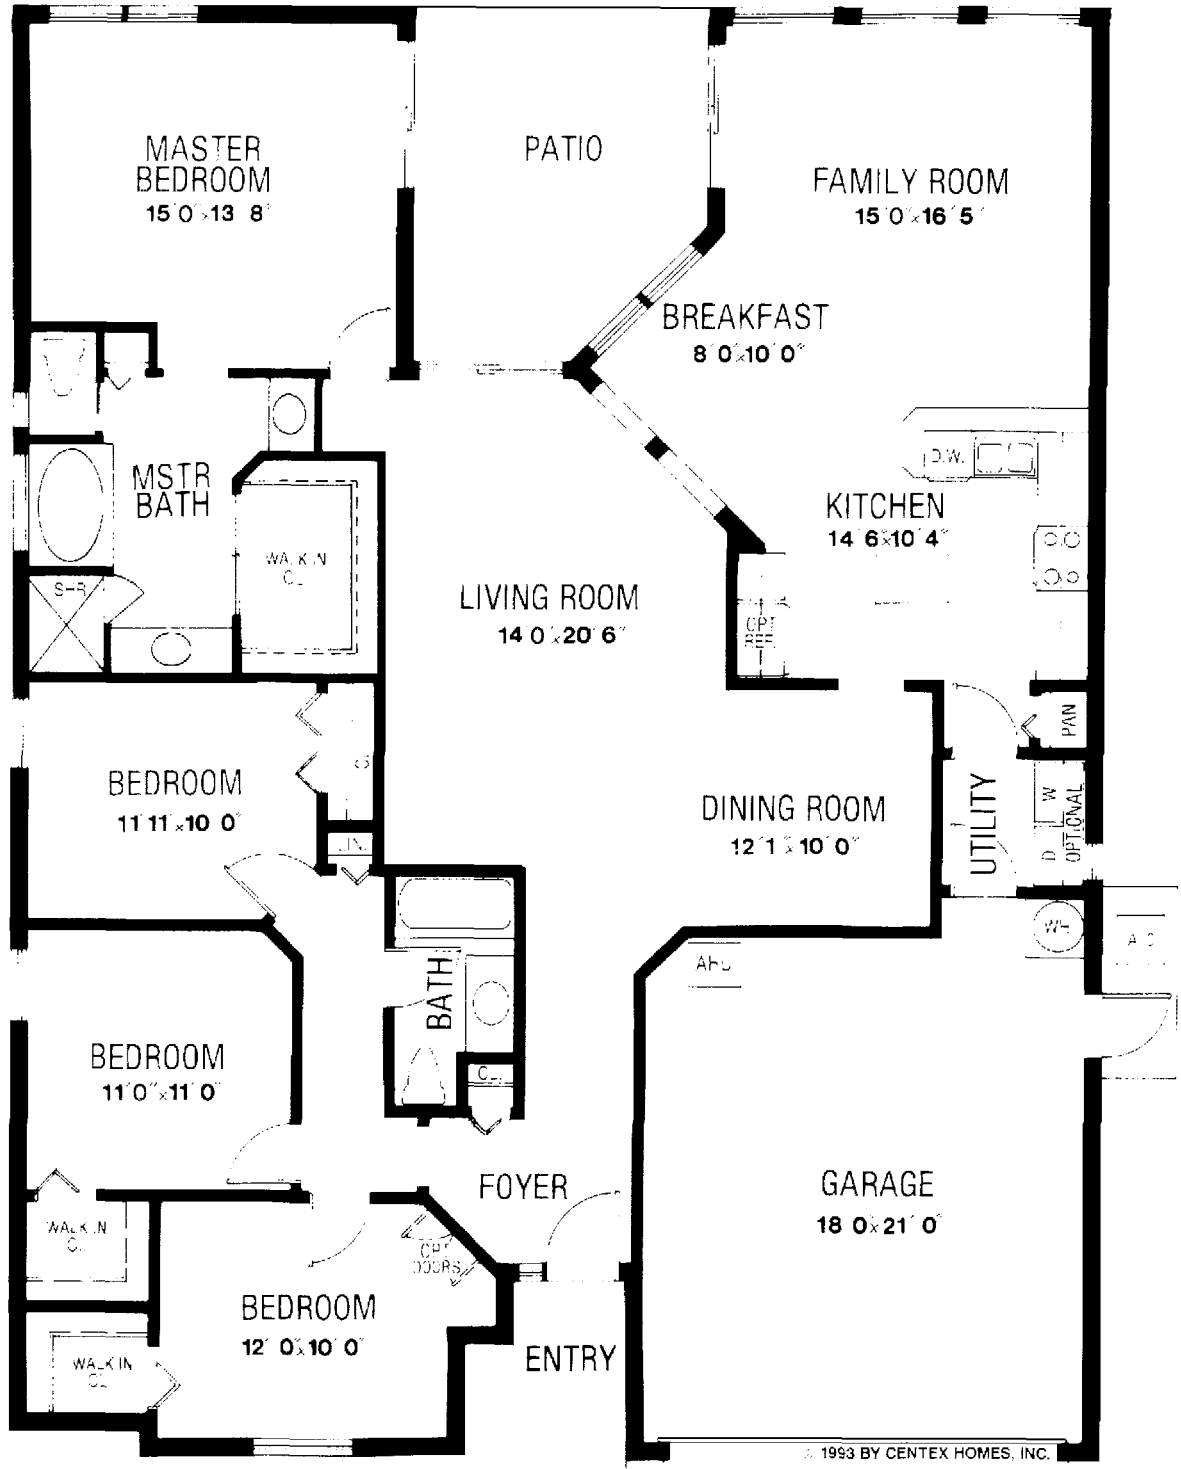 MASTER
BEDROOM
15'0"x13'8"
PATIO
FAMILY ROOM
15'0"x16'5"
BREAKFAST
8'0"x10'0"
MSTR
BATH
D.W.
KITCHEN
14'6"x10'4"
WALK IN
CL
SHR
LIVING ROOM
14'0"x20'6"
OPT
REF.
PAN
BEDROOM
11'11"x10'0"
CL
LIN.
DINING ROOM
12'1"x10'0"
UTILITY
W
D
OPTIONAL
WH
A/C
AHU
BATH
CL.
BEDROOM
11'0"x11'0"
FOYER
GARAGE
18'0"x21'0"
WALK IN
CL
OPT
DOORS
BEDROOM
12'0"x10'0"
ENTRY
WALK IN
CL
© 1993 BY CENTEX HOMES, INC.